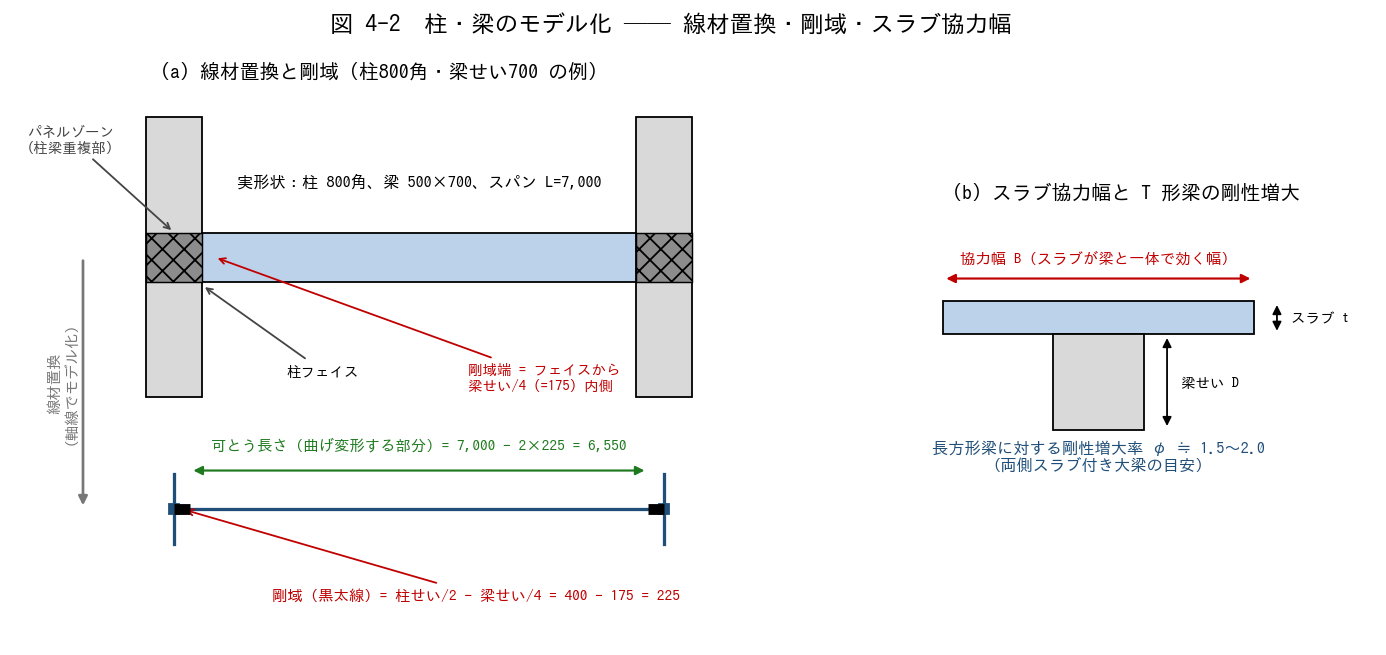 図 4-2　柱・梁のモデル化 ―― 線材置換・剛域・スラブ協力幅
(a) 線材置換と剛域（柱800角・梁せい700 の例）
パネルゾーン
(柱梁重複部)
実形状：柱 800角、梁 500×700、スパン L=7,000
柱フェイス
剛域端 = フェイスから
梁せい/4（=175）内側
線材置換
（軸線でモデル化）
可とう長さ（曲げ変形する部分）= 7,000 - 2×225 = 6,550
剛域（黒太線）= 柱せい/2 - 梁せい/4 = 400 - 175 = 225
(b) スラブ協力幅と T 形梁の剛性増大
協力幅 B（スラブが梁と一体で効く幅）
スラブ t
梁せい D
長方形梁に対する剛性増大率 φ ≒ 1.5～2.0
（両側スラブ付き大梁の目安）